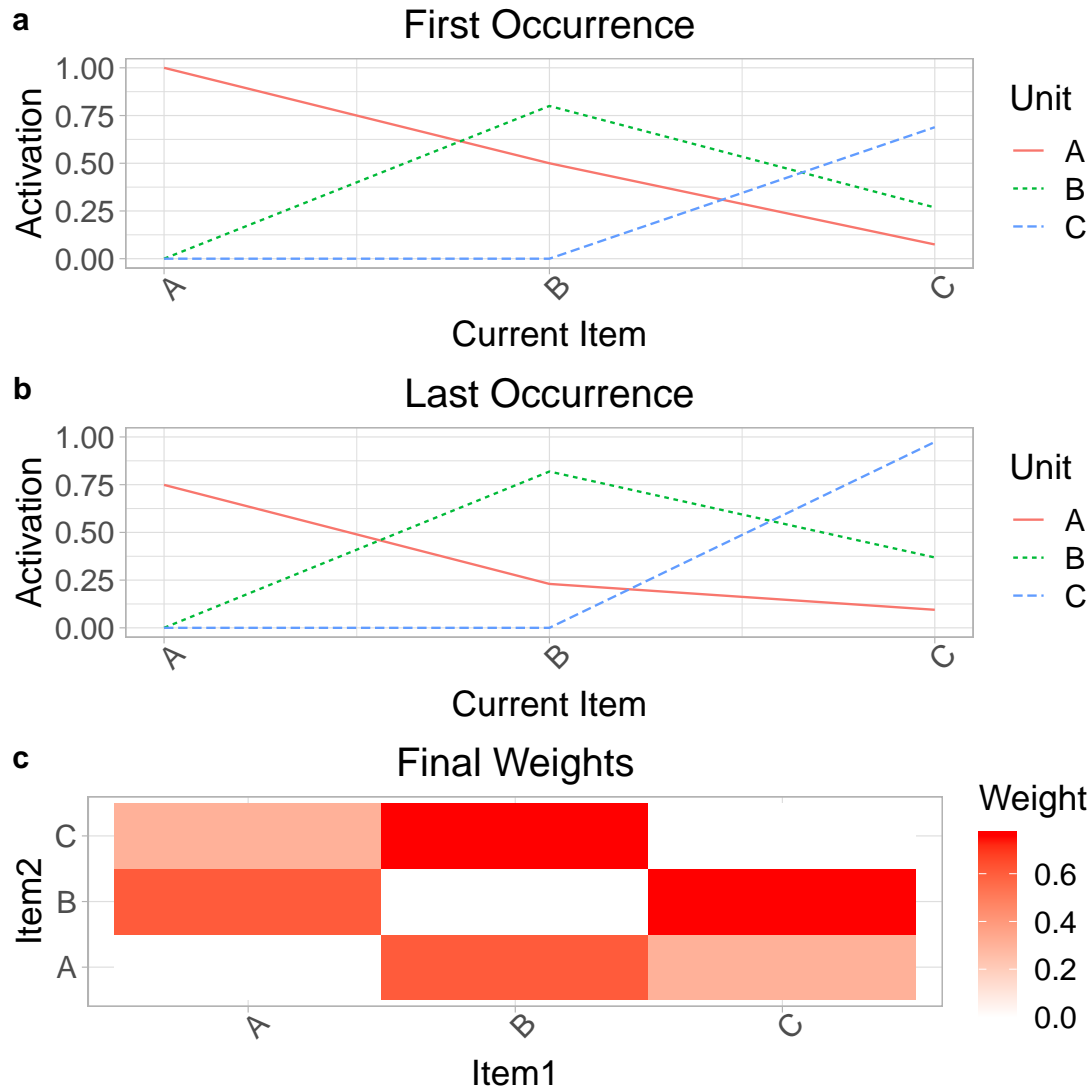 a
First Occurrence
Activation
1.00
0.75
0.50
0.25
0.00
A B C
Current Item
Unit
A
B
C
b
Last Occurrence
Activation
1.00
0.75
0.50
0.25
0.00
A B C
Current Item
Unit
A
B
C
c
Final Weights
Item2
C
B
A
A B C
Item1
Weight
0.6
0.4
0.2
0.0